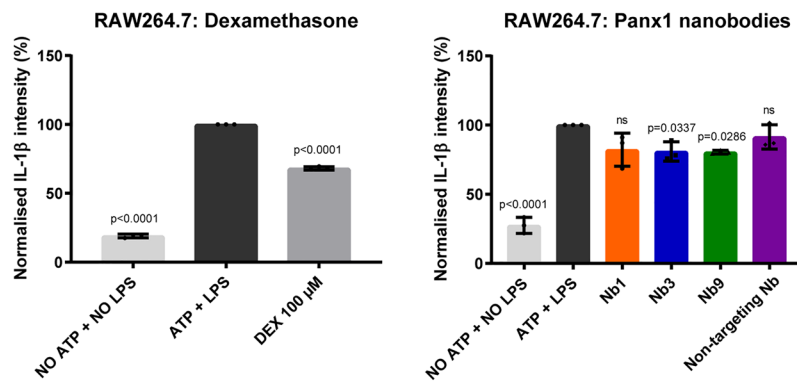 RAW264.7: Dexamethasone
Normalised IL-1β intensity (%)
150
100
50
0
p<0.0001
p<0.0001
NO ATP + NO LPS
ATP + LPS
DEX 100 µM
RAW264.7: Panx1 nanobodies
Normalised IL-1β intensity (%)
150
100
50
0
p<0.0001
ns
p=0.0337
p=0.0286
ns
NO ATP + NO LPS
ATP + LPS
Nb1
Nb3
Nb9
Non-targeting Nb